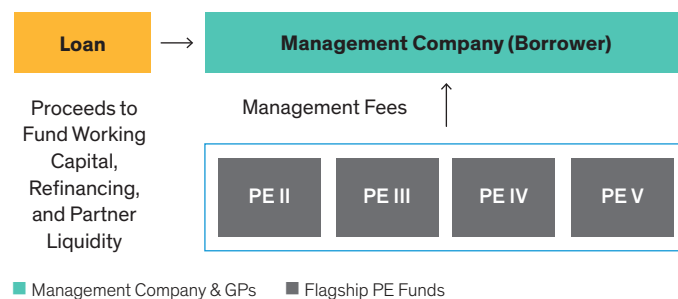 Loan
Management Company (Borrower)
Proceeds to
Fund Working
Capital,
Refinancing,
and Partner
Liquidity
Management Fees
PE II
PE III
PE IV
PE V
Management Company & GPs
Flagship PE Funds